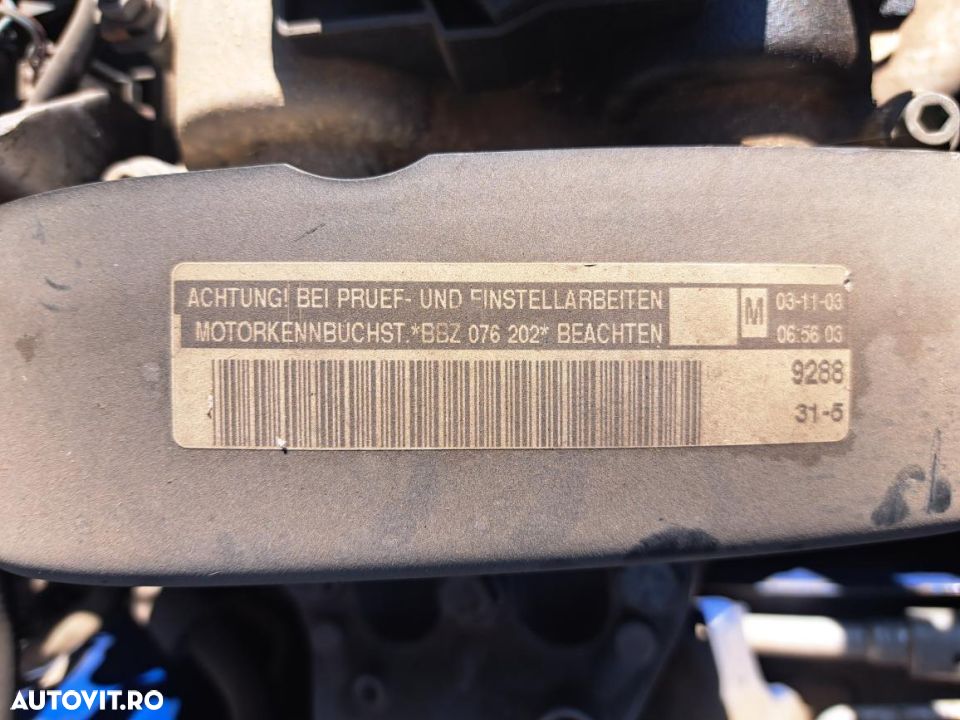 ACHTUNG! BEI PRUEF- UND EINSTELLARBEITEN
MOTORKENNBUCHST.*BBZ 076 202* BEACHTEN
M
03-11-03
06:56 03
9288
31-5
AUTOVIT.RO